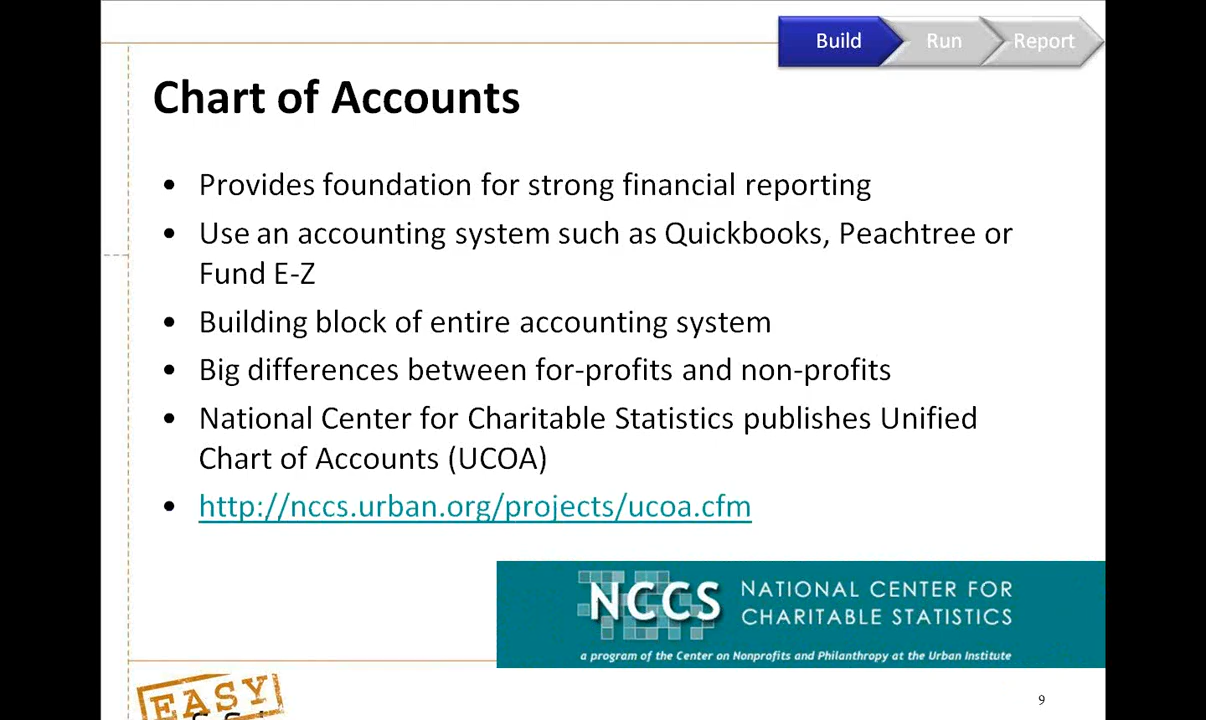 Build Run Report
Chart of Accounts
• Provides foundation for strong financial reporting
• Use an accounting system such as Quickbooks, Peachtree or
Fund E-Z
• Building block of entire accounting system
• Big differences between for-profits and non-profits
• National Center for Charitable Statistics publishes Unified
Chart of Accounts (UCOA)
• http://nccs.urban.org/projects/ucoa.cfm
NCCS NATIONAL CENTER FOR
CHARITABLE STATISTICS
a program of the Center on Nonprofits and Philanthropy at the Urban Institute
EASY
9